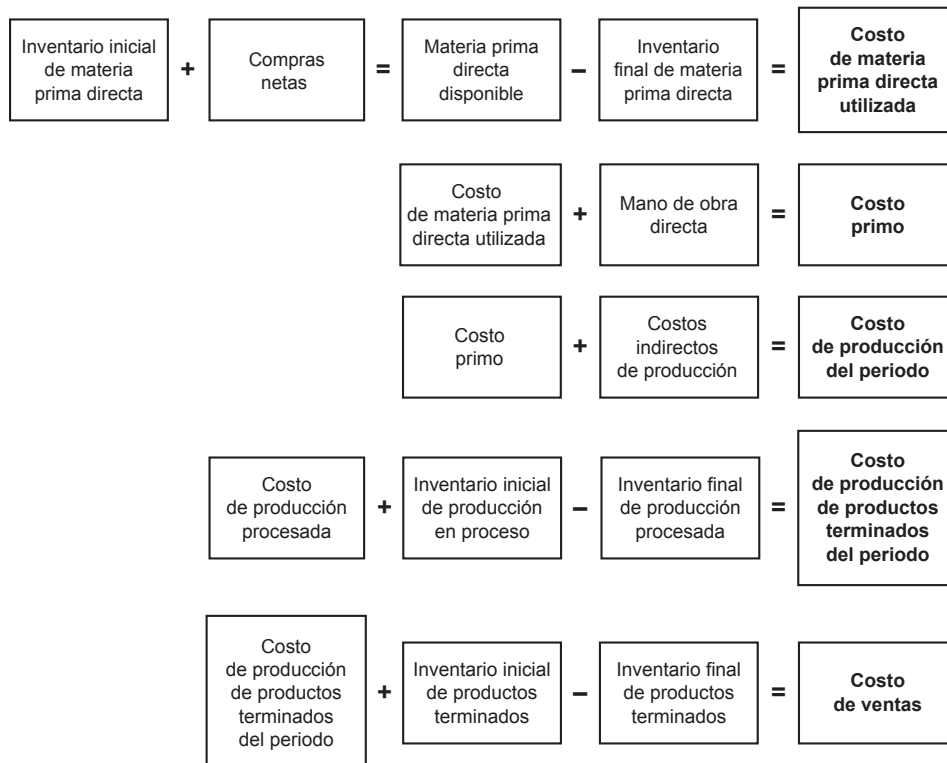 Inventario inicial
de materia
prima directa
+
Compras
netas
=
Materia prima
directa
disponible
–
Inventario
final de materia
prima directa
=
Costo
de materia
prima directa
utilizada
Costo
de materia prima
directa utilizada
+
Mano de obra
directa
=
Costo
primo
Costo
primo
+
Costos
indirectos
de producción
=
Costo
de producción
del periodo
Costo
de producción
procesada
+
Inventario inicial
de producción
en proceso
–
Inventario final
de producción
procesada
=
Costo
de producción
de productos
terminados
del periodo
Costo
de producción
de productos
terminados
del periodo
+
Inventario inicial
de productos
terminados
–
Inventario final
de productos
terminados
=
Costo
de ventas